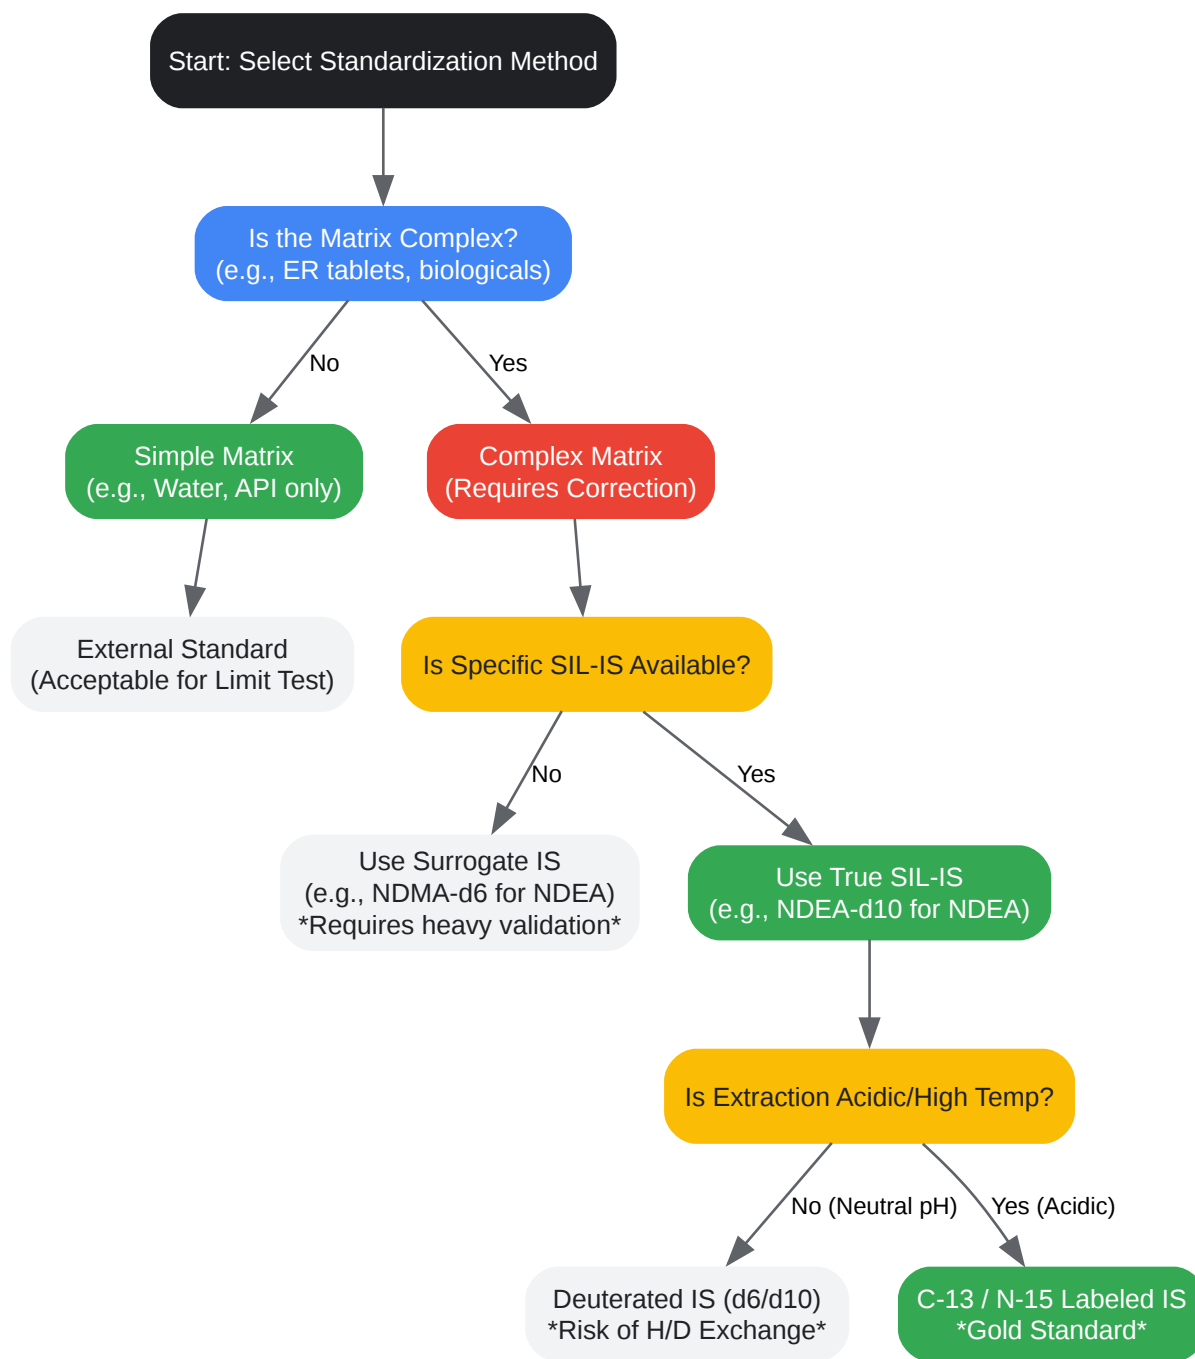 Start: Select Standardization Method
Is the Matrix Complex?
(e.g., ER tablets, biologicals)
No
Yes
Simple Matrix
(e.g., Water, API only)
Complex Matrix
(Requires Correction)
External Standard
(Acceptable for Limit Test)
Is Specific SIL-IS Available?
No
Yes
Use Surrogate IS
(e.g., NDMA-d6 for NDEA)
*Requires heavy validation*
Use True SIL-IS
(e.g., NDEA-d10 for NDEA)
Is Extraction Acidic/High Temp?
No (Neutral pH)
Yes (Acidic)
Deuterated IS (d6/d10)
*Risk of H/D Exchange*
C-13 / N-15 Labeled IS
*Gold Standard*